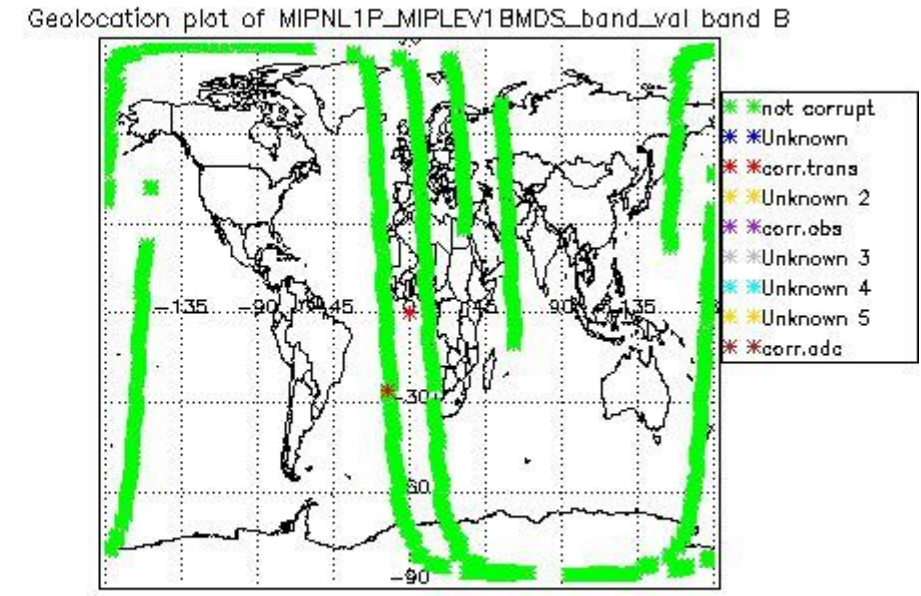 Geolocation plot of MIPNL1P_MIPLEV1BMDS_band_val band B
not corrupt
Unknown
corr.trans
Unknown 2
corr.obs
Unknown 3
Unknown 4
Unknown 5
corr.adc
-135 -90 -45 45 90 135
-30
-60
-90